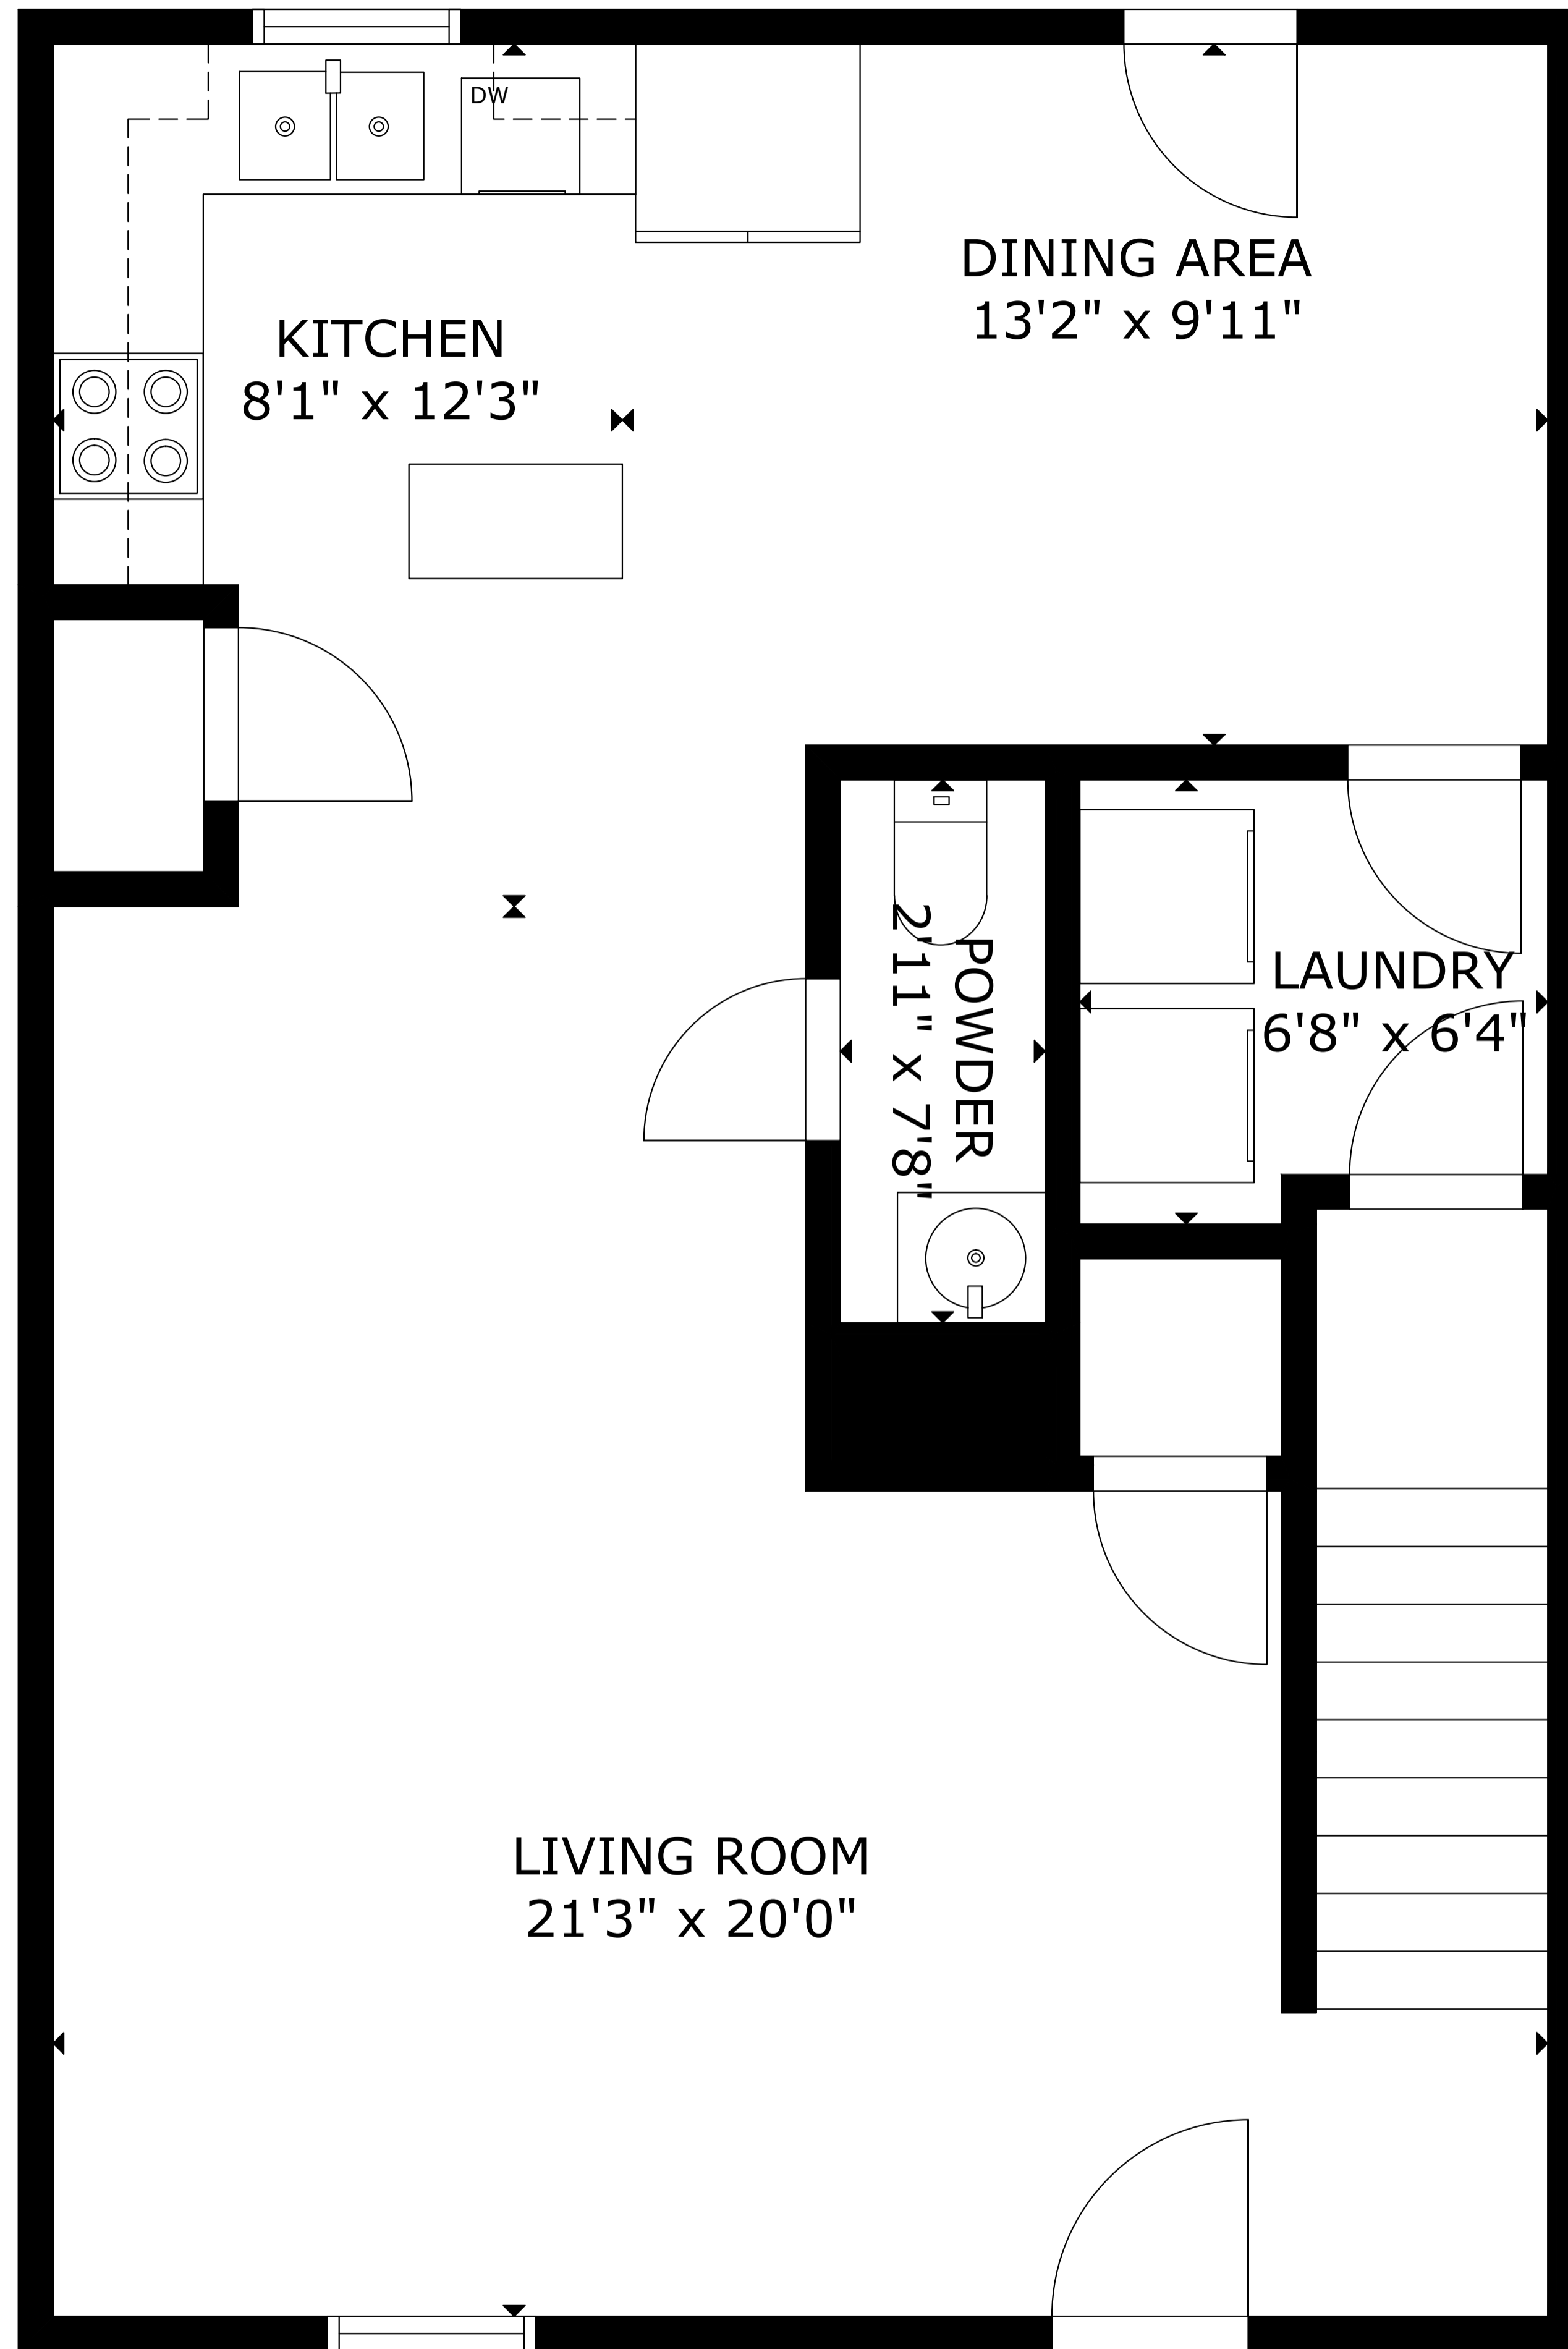 DW
DINING AREA
13'2" x 9'11"
KITCHEN
8'1" x 12'3"
POWDER
2'11" x 7'8"
LAUNDRY
6'8" x 6'4"
LIVING ROOM
21'3" x 20'0"